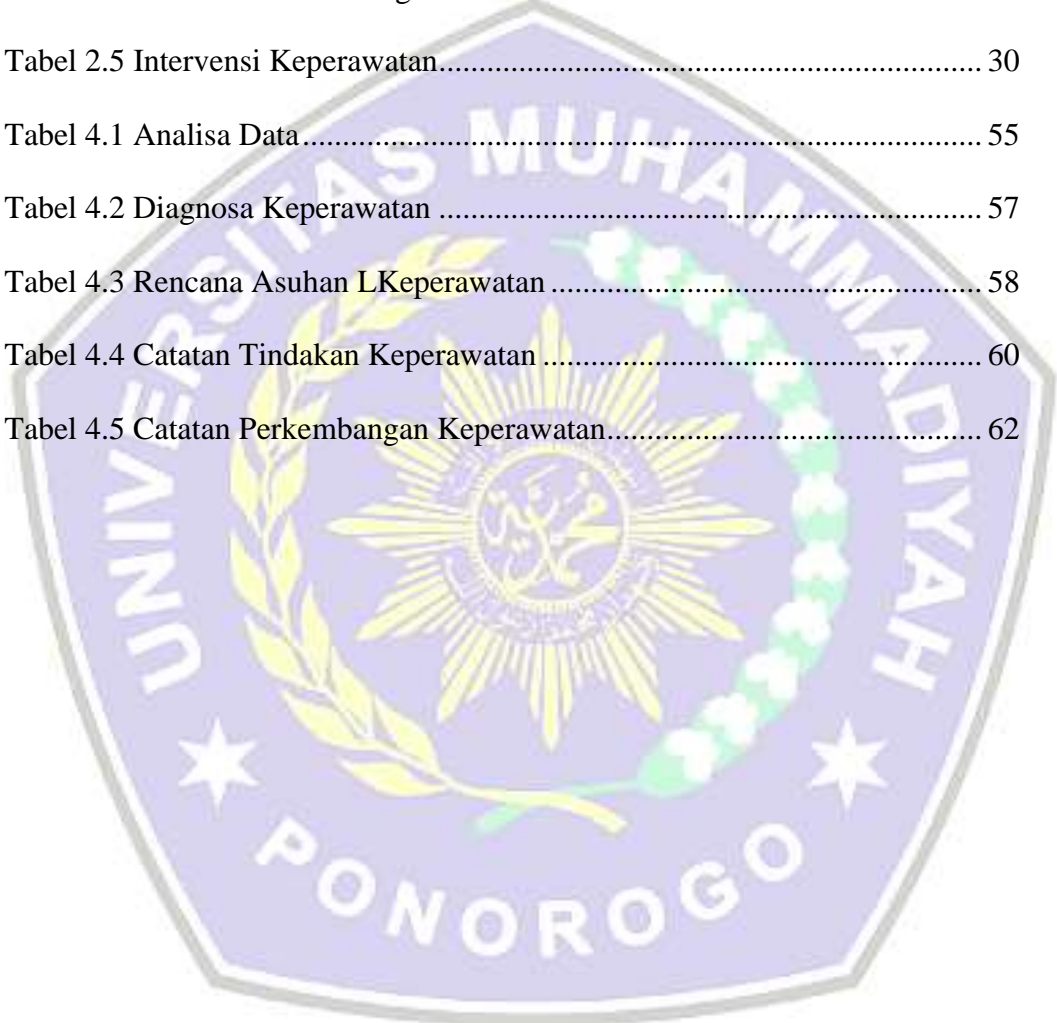 Tabel 2.5 Intervensi Keperawatan..................................................................... 30
Tabel 4.1 Analisa Data...................................................................................... 55
Tabel 4.2 Diagnosa Keperawatan ..................................................................... 57
Tabel 4.3 Rencana Asuhan LKeperawatan ....................................................... 58
Tabel 4.4 Catatan Tindakan Keperawatan ........................................................ 60
Tabel 4.5 Catatan Perkembangan Keperawatan................................................ 62
UNIVERSITAS MUHAMMADIYAH
PONOROGO